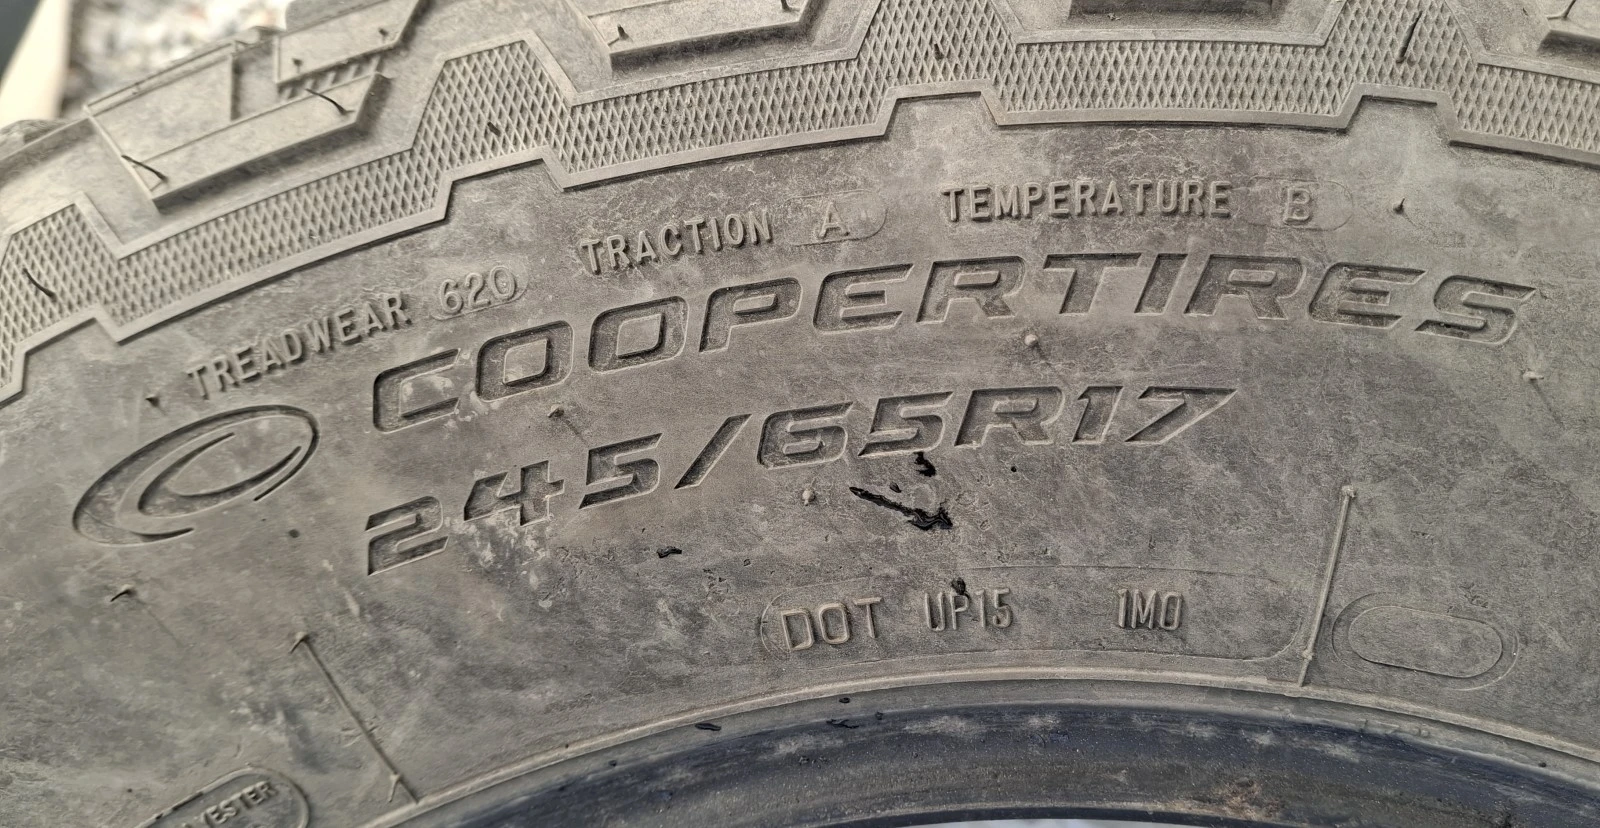 TREADWEAR 620 TRACTION A TEMPERATURE B
COOPERTIRES
245/65R17
DOT UP15 1M0